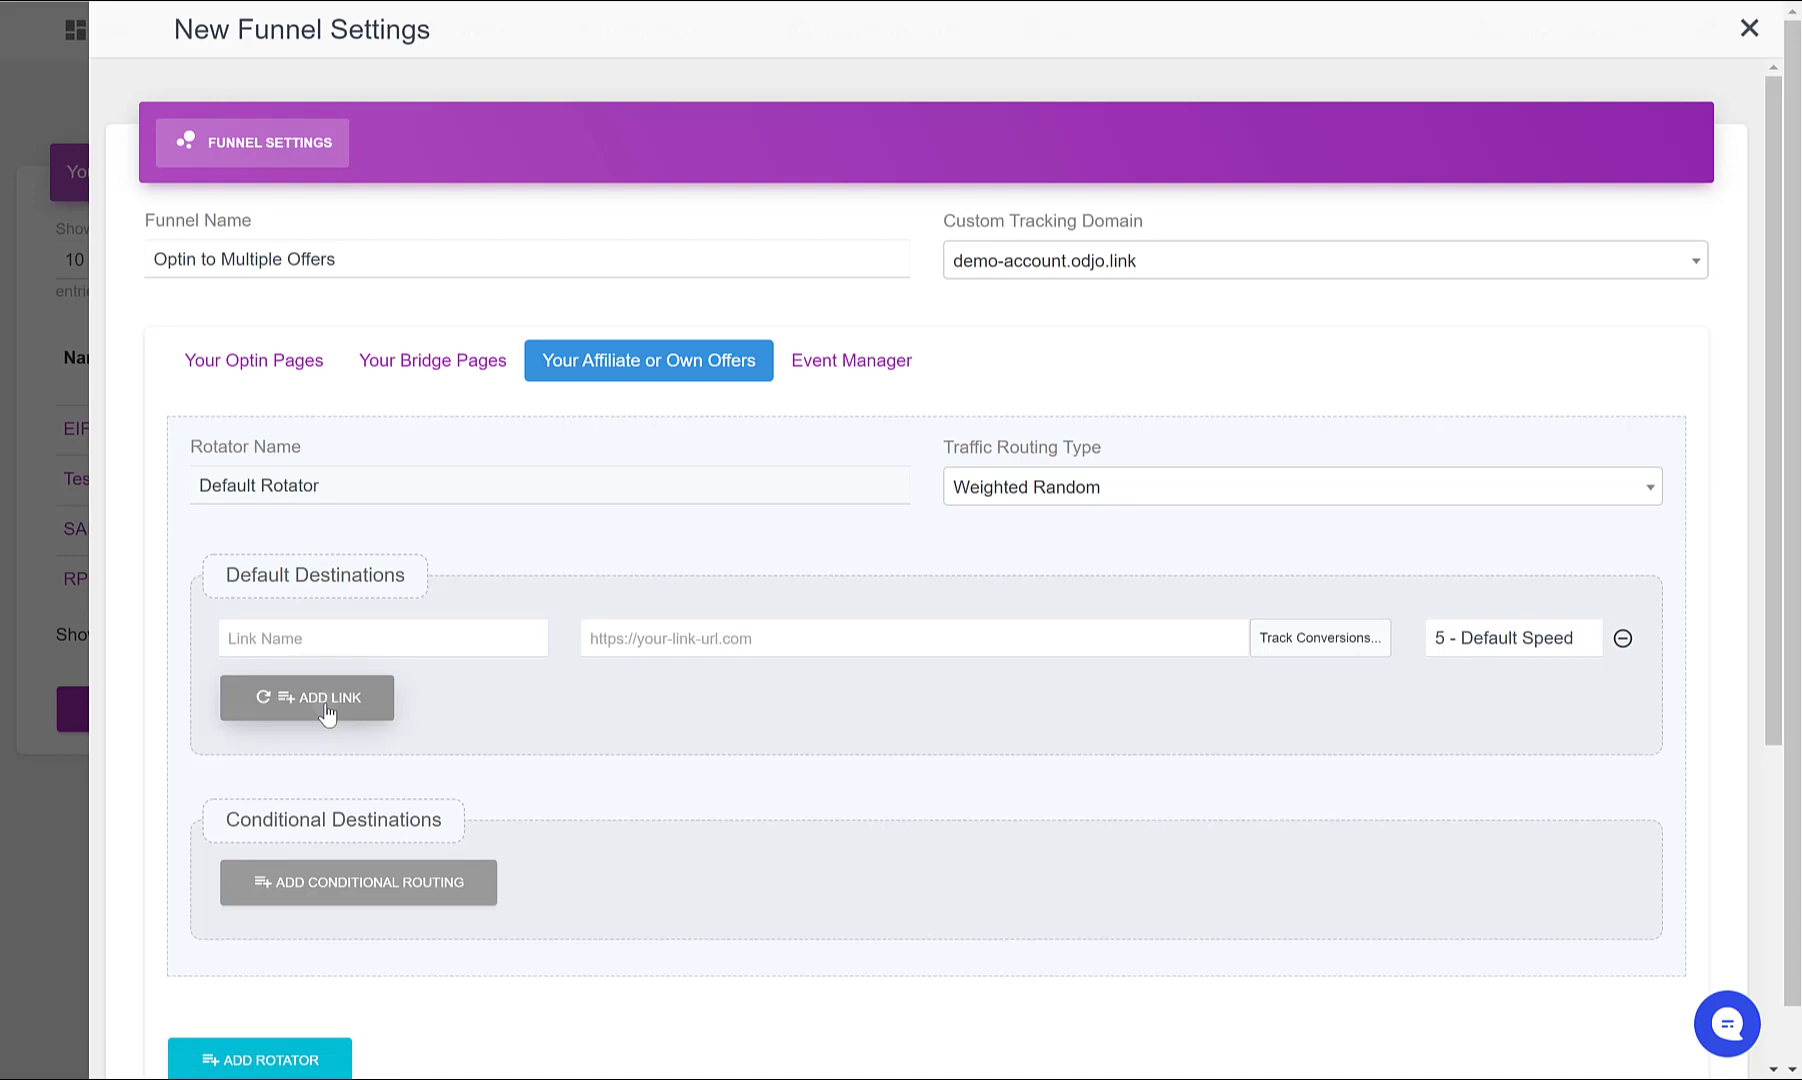 New Funnel Settings
FUNNEL SETTINGS
Funnel Name
Custom Tracking Domain
Optin to Multiple Offers
demo-account.odjo.link
Your Optin Pages
Your Bridge Pages
Your Affiliate or Own Offers
Event Manager
Rotator Name
Traffic Routing Type
Default Rotator
Weighted Random
Default Destinations
Link Name
https://your-link-url.com
Track Conversions...
5 - Default Speed
ADD LINK
Conditional Destinations
ADD CONDITIONAL ROUTING
ADD ROTATOR
You
Show
10
entrie
Nar
Tes
SA
RP
Show